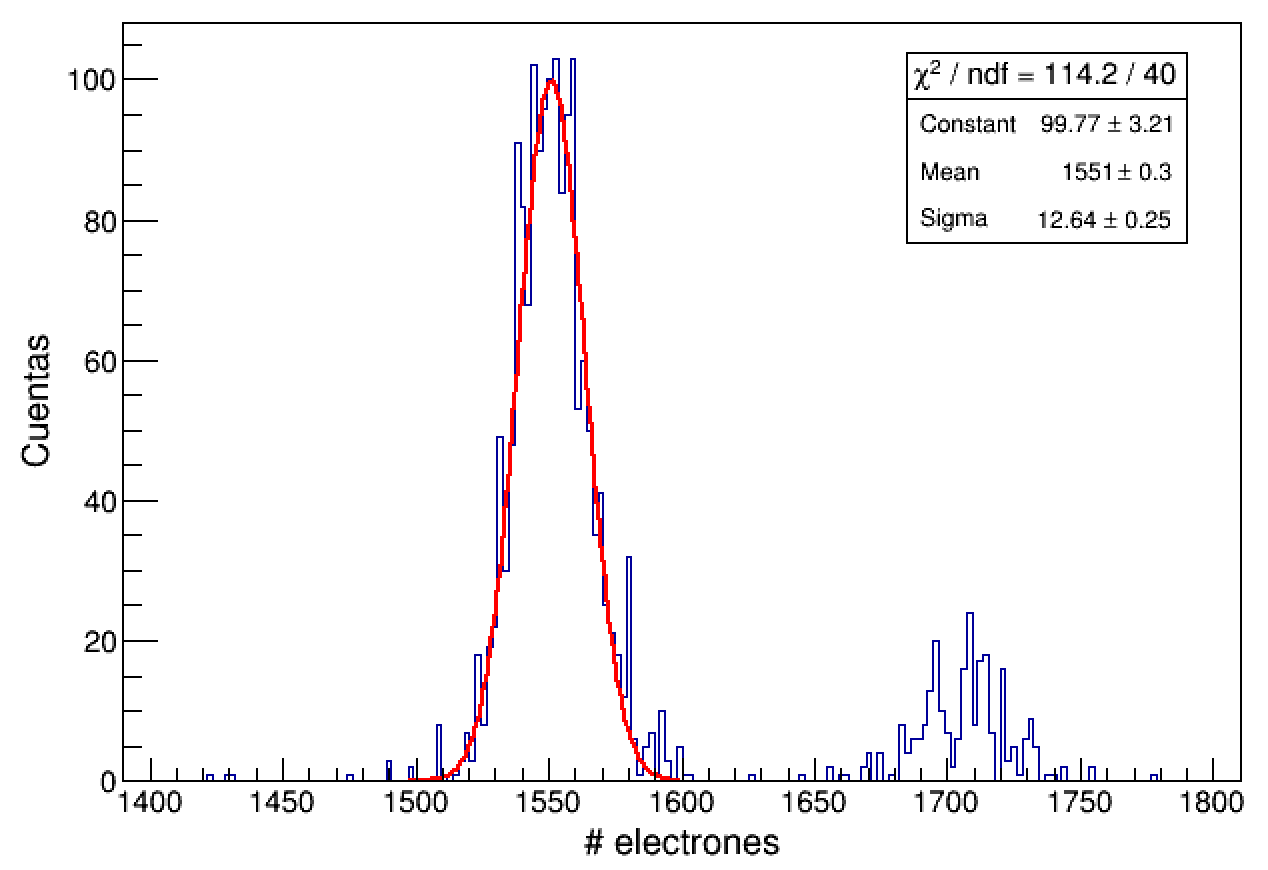 χ² / ndf = 114.2 / 40
Constant 99.77 ± 3.21
Mean 1551± 0.3
Sigma 12.64 ± 0.25
Cuentas
100
80
60
40
20
0
1400 1450 1500 1550 1600 1650 1700 1750 1800
# electrones